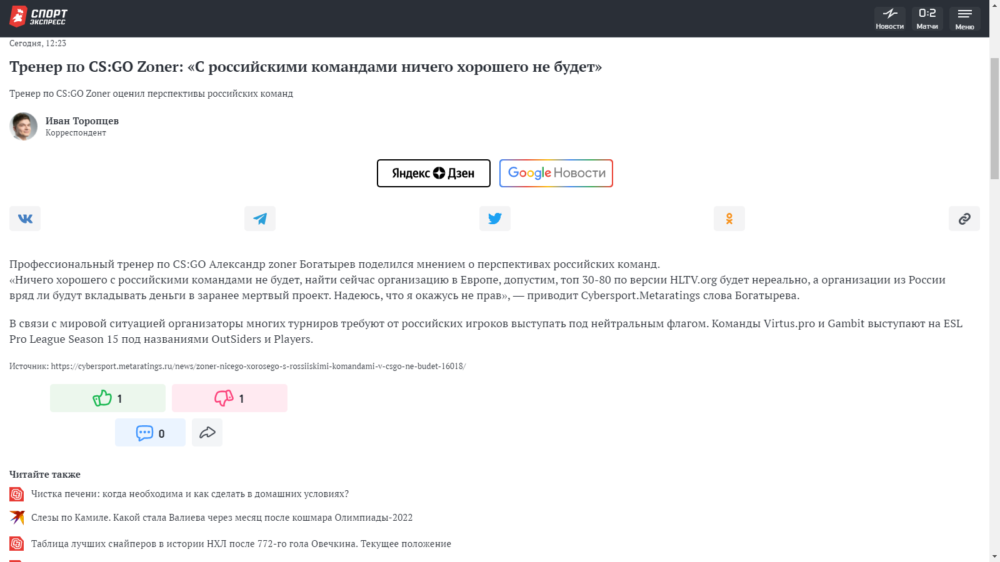 СПОРТ
ЭКСПРЕСС
Новости
0:2
Матчи
Меню
Сегодня, 12:23
Тренер по CS:GO Zoner: «С российскими командами ничего хорошего не будет»
Тренер по CS:GO Zoner оценил перспективы российских команд
Иван Торопцев
Корреспондент
Яндекс Дзен
Google Новости
Профессиональный тренер по CS:GO Александр zoner Богатырев поделился мнением о перспективах российских команд.
«Ничего хорошего с российскими командами не будет, найти сейчас организацию в Европе, допустим, топ 30-80 по версии HLTV.org будет нереально, а организации из России
вряд ли будут вкладывать деньги в заранее мертвый проект. Надеюсь, что я окажусь не прав», — приводит Cybersport.Metaratings слова Богатырева.
В связи с мировой ситуацией организаторы многих турниров требуют от российских игроков выступать под нейтральным флагом. Команды Virtus.pro и Gambit выступают на ESL
Pro League Season 15 под названиями OutSiders и Players.
Источник: https://cybersport.metaratings.ru/news/zoner-nicego-xorosego-s-rossiiskimi-komandami-v-csgo-ne-budet-16018/
1
1
0
Читайте также
Чистка печени: когда необходима и как сделать в домашних условиях?
Слезы по Камиле. Какой стала Валиева через месяц после кошмара Олимпиады-2022
Таблица лучших снайперов в истории НХЛ после 772-го гола Овечкина. Текущее положение